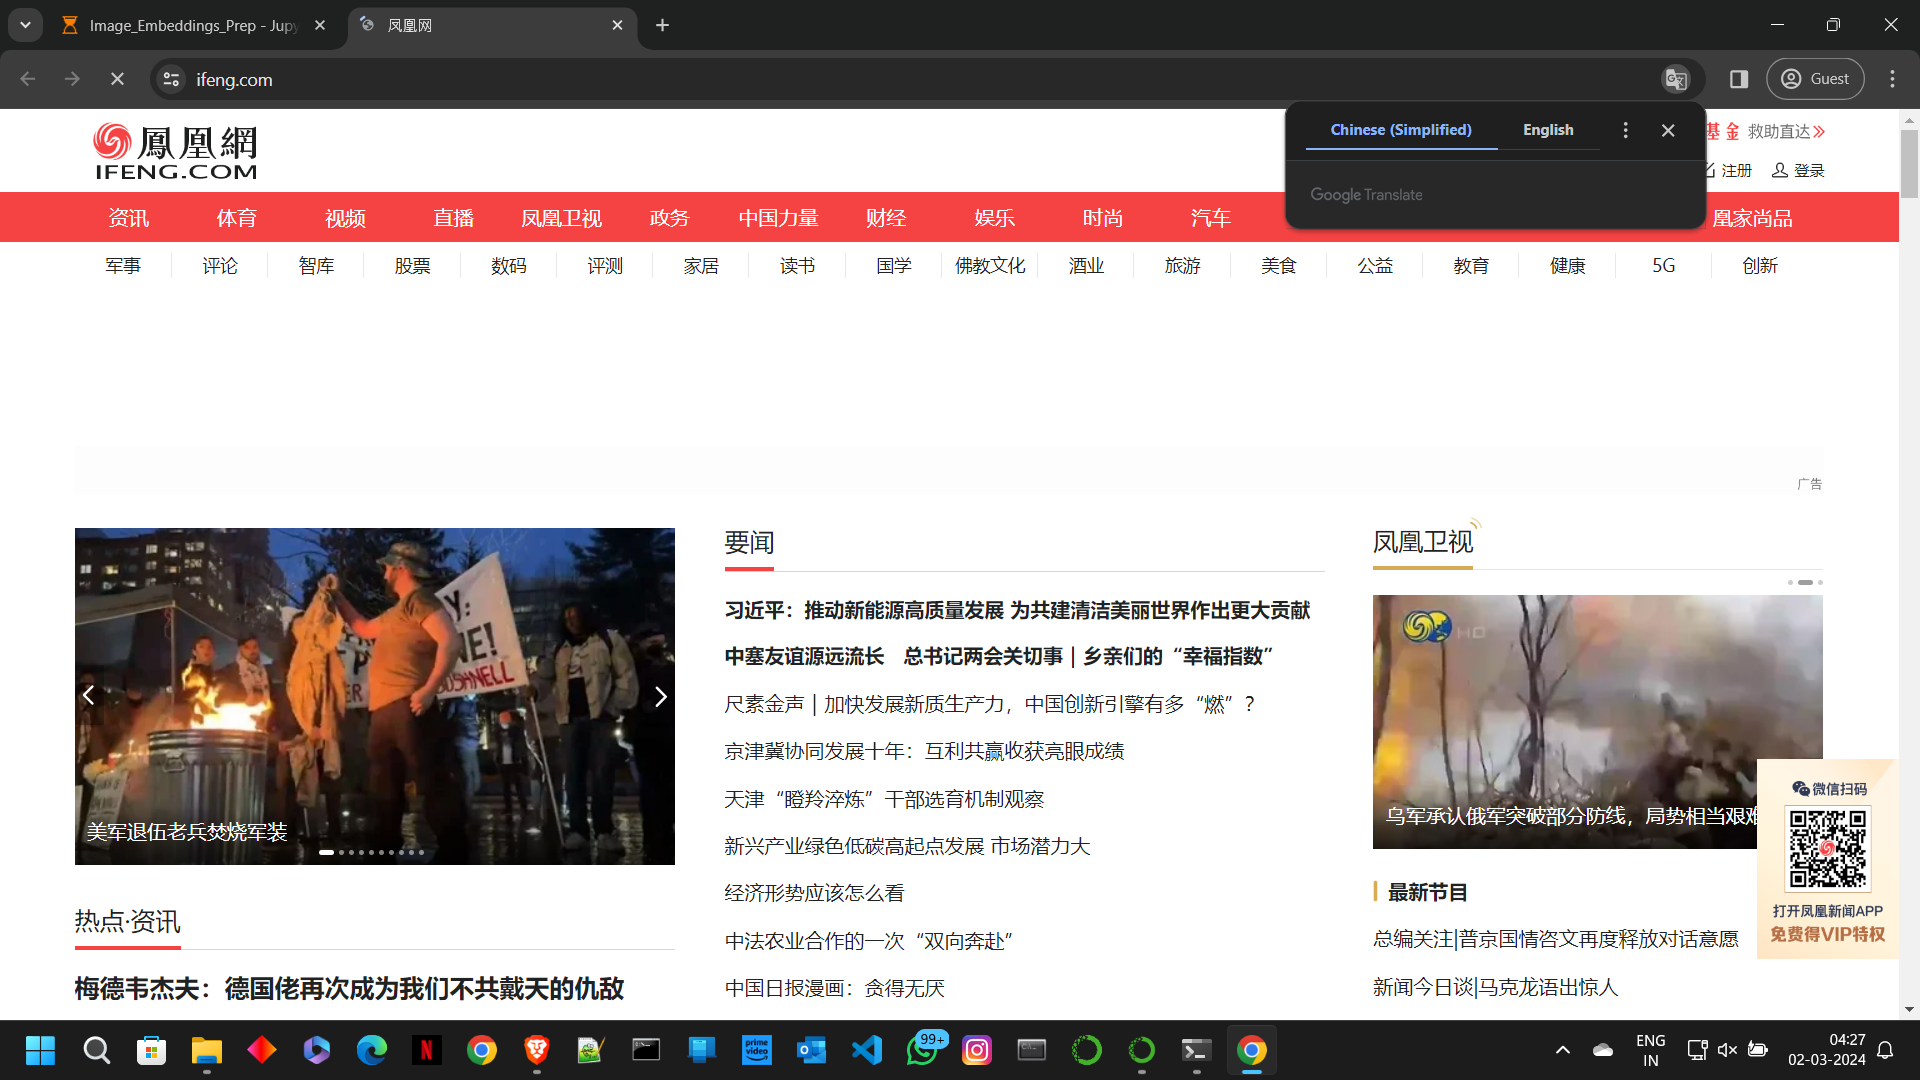 Image_Embeddings_Prep - Jupy
凤凰网
ifeng.com
Guest
Chinese (Simplified)
English
Google Translate
鳳凰網
IFENG.COM
基金 救助直达
注册 登录
资讯 体育 视频 直播 凤凰卫视 政务 中国力量 财经 娱乐 时尚 汽车 凰家尚品
军事 评论 智库 股票 数码 评测 家居 读书 国学 佛教文化 酒业 旅游 美食 公益 教育 健康 5G 创新
广告
美军退伍老兵焚烧军装
热点·资讯
梅德韦杰夫：德国佬再次成为我们不共戴天的仇敌
要闻
习近平：推动新能源高质量发展 为共建清洁美丽世界作出更大贡献
中塞友谊源远流长 总书记两会关切事｜乡亲们的“幸福指数”
尺素金声｜加快发展新质生产力，中国创新引擎有多“燃”？
京津冀协同发展十年：互利共赢收获亮眼成绩
天津“瞪羚淬炼”干部选育机制观察
新兴产业绿色低碳高起点发展 市场潜力大
经济形势应该怎么看
中法农业合作的一次“双向奔赴”
中国日报漫画：贪得无厌
凤凰卫视
HD
乌军承认俄军突破部分防线，局势相当艰难
最新节目
总编关注|普京国情咨文再度释放对话意愿
新闻今日谈|马克龙语出惊人
微信扫码
打开凤凰新闻APP
免费得VIP特权
prime video
99+
ENG
IN
04:27
02-03-2024